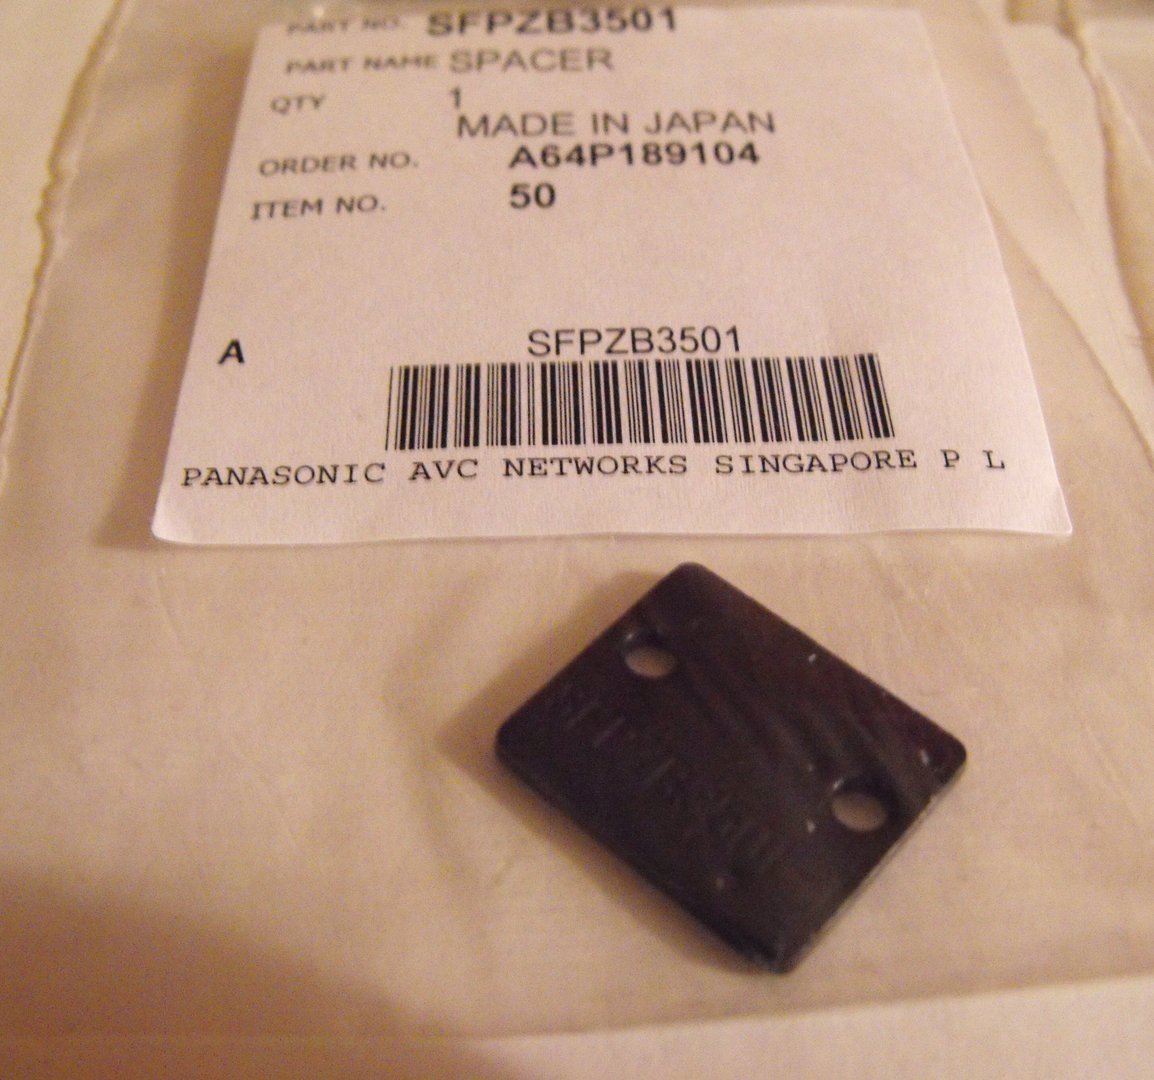 PART NO. SFPZB3501
PART NAME SPACER
QTY 1
MADE IN JAPAN
ORDER NO. A64P189104
ITEM NO. 50
SFPZB3501
A
PANASONIC AVC NETWORKS SINGAPORE P L